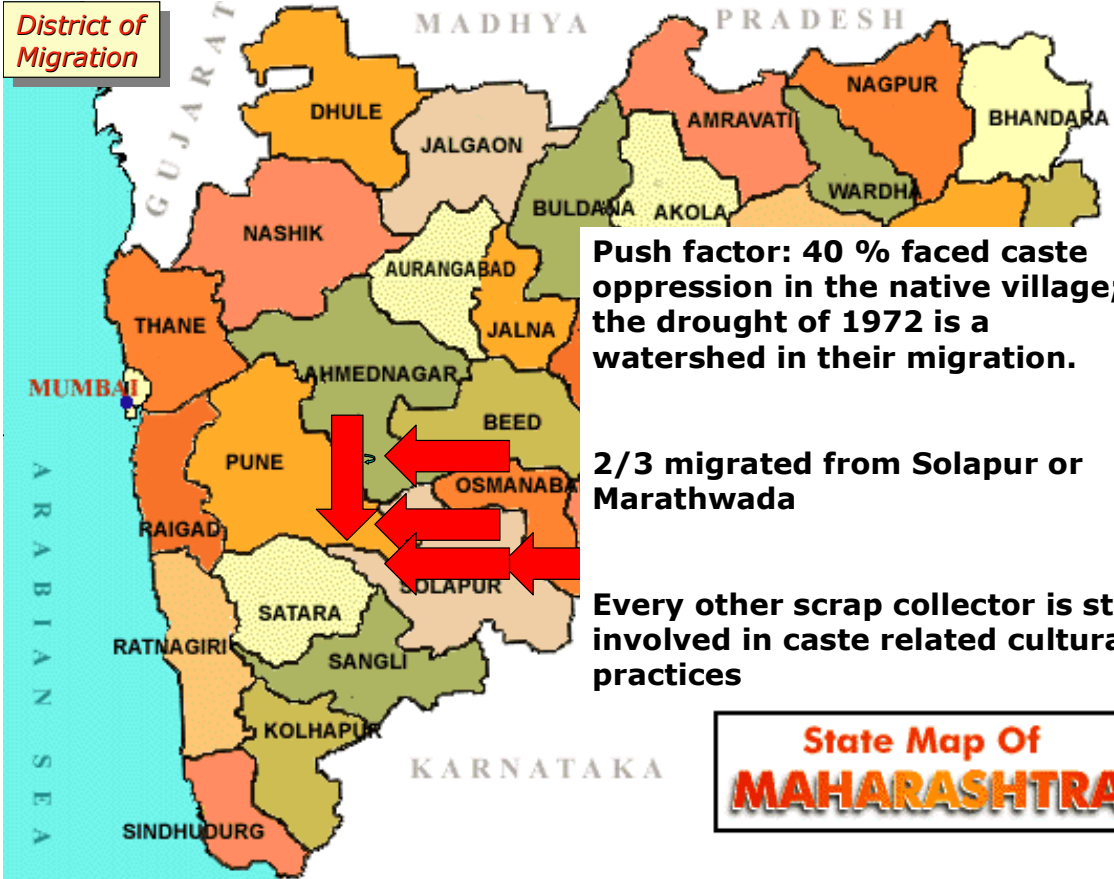 District of
Migration
MADHYA PRADESH
GUJARAT
DHULE
JALGAON
AMRAVATI
NAGPUR
BHANDARA
BULDANA
AKOLA
WARDHA
NASHIK
AURANGABAD
JALNA
THANE
AHMEDNAGAR
MUMBAI
BEED
PUNE
OSMANABA
RAIGAD
SOLAPUR
SATARA
RATNAGIRI
SANGLI
KOLHAPUR
SINDHUDURG
ARABIAN SEA
KARNATAKA
Push factor: 40 % faced caste
oppression in the native village;
the drought of 1972 is a
watershed in their migration.
2/3 migrated from Solapur or
Marathwada
Every other scrap collector is st
involved in caste related cultura
practices
State Map Of
MAHARASHTRA